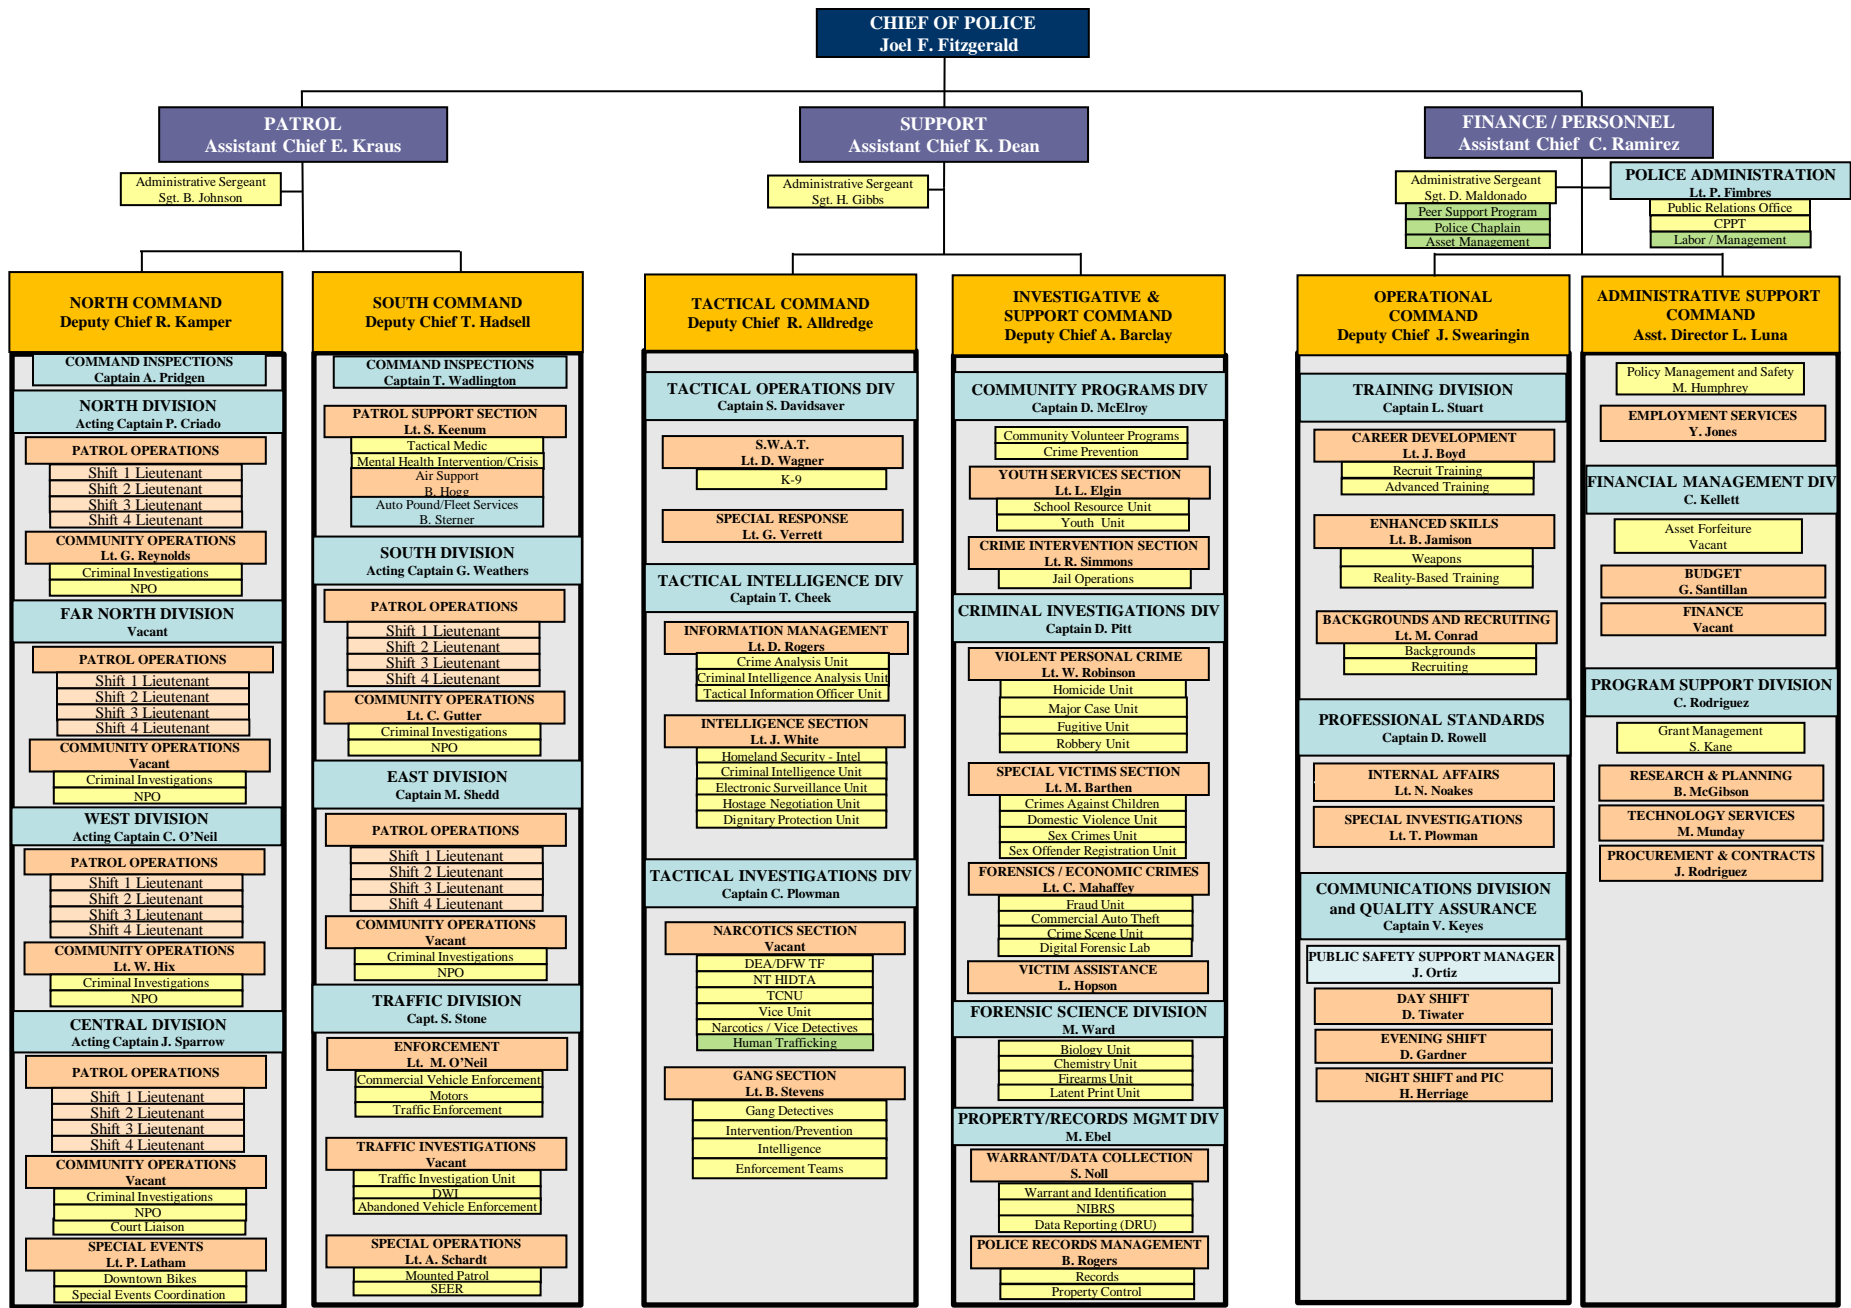 CHIEF OF POLICE
Joel F. Fitzgerald
PATROL
Assistant Chief E. Kraus
Administrative Sergeant
Sgt. B. Johnson
SUPPORT
Assistant Chief K. Dean
Administrative Sergeant
Sgt. H. Gibbs
FINANCE / PERSONNEL
Assistant Chief C. Ramirez
Administrative Sergeant
Sgt. D. Maldonado
Peer Support Program
Police Chaplain
Asset Management
POLICE ADMINISTRATION
Lt. P. Fimbres
Public Relations Office
CPPT
Labor / Management
NORTH COMMAND
Deputy Chief R. Kamper
COMMAND INSPECTIONS
Captain A. Pridgen
NORTH DIVISION
Acting Captain P. Criado
PATROL OPERATIONS
Shift 1 Lieutenant
Shift 2 Lieutenant
Shift 3 Lieutenant
Shift 4 Lieutenant
COMMUNITY OPERATIONS
Lt. G. Reynolds
Criminal Investigations
NPO
FAR NORTH DIVISION
Vacant
PATROL OPERATIONS
Shift 1 Lieutenant
Shift 2 Lieutenant
Shift 3 Lieutenant
Shift 4 Lieutenant
COMMUNITY OPERATIONS
Vacant
Criminal Investigations
NPO
WEST DIVISION
Acting Captain C. O'Neil
PATROL OPERATIONS
Shift 1 Lieutenant
Shift 2 Lieutenant
Shift 3 Lieutenant
Shift 4 Lieutenant
COMMUNITY OPERATIONS
Lt. W. Hix
Criminal Investigations
NPO
CENTRAL DIVISION
Acting Captain J. Sparrow
PATROL OPERATIONS
Shift 1 Lieutenant
Shift 2 Lieutenant
Shift 3 Lieutenant
Shift 4 Lieutenant
COMMUNITY OPERATIONS
Vacant
Criminal Investigations
NPO
Court Liaison
SPECIAL EVENTS
Lt. P. Latham
Downtown Bikes
Special Events Coordination
SOUTH COMMAND
Deputy Chief T. Hadsell
COMMAND INSPECTIONS
Captain T. Wadlington
PATROL SUPPORT SECTION
Lt. S. Keenum
Tactical Medic
Mental Health Intervention/Crisis
Air Support
B. Hogg
Auto Pound/Fleet Services
B. Sterner
SOUTH DIVISION
Acting Captain G. Weathers
PATROL OPERATIONS
Shift 1 Lieutenant
Shift 2 Lieutenant
Shift 3 Lieutenant
Shift 4 Lieutenant
COMMUNITY OPERATIONS
Lt. C. Gutter
Criminal Investigations
NPO
EAST DIVISION
Captain M. Shedd
PATROL OPERATIONS
Shift 1 Lieutenant
Shift 2 Lieutenant
Shift 3 Lieutenant
Shift 4 Lieutenant
COMMUNITY OPERATIONS
Vacant
Criminal Investigations
NPO
TRAFFIC DIVISION
Capt. S. Stone
ENFORCEMENT
Lt. M. O'Neil
Commercial Vehicle Enforcement
Motors
Traffic Enforcement
TRAFFIC INVESTIGATIONS
Vacant
Traffic Investigation Unit
DWI
Abandoned Vehicle Enforcement
SPECIAL OPERATIONS
Lt. A. Schardt
Mounted Patrol
SEER
TACTICAL COMMAND
Deputy Chief R. Alldredge
TACTICAL OPERATIONS DIV
Captain S. Davidsaver
S.W.A.T.
Lt. D. Wagner
K-9
SPECIAL RESPONSE
Lt. G. Verrett
TACTICAL INTELLIGENCE DIV
Captain T. Cheek
INFORMATION MANAGEMENT
Lt. D. Rogers
Crime Analysis Unit
Criminal Intelligence Analysis Unit
Tactical Information Officer Unit
INTELLIGENCE SECTION
Lt. J. White
Homeland Security - Intel
Criminal Intelligence Unit
Electronic Surveillance Unit
Hostage Negotiation Unit
Dignitary Protection Unit
TACTICAL INVESTIGATIONS DIV
Captain C. Plowman
NARCOTICS SECTION
Vacant
DEA/DFW TF
NT HIDTA
TCNU
Vice Unit
Narcotics / Vice Detectives
Human Trafficking
GANG SECTION
Lt. B. Stevens
Gang Detectives
Intervention/Prevention
Intelligence
Enforcement Teams
INVESTIGATIVE &
SUPPORT COMMAND
Deputy Chief A. Barclay
COMMUNITY PROGRAMS DIV
Captain D. McElroy
Community Volunteer Programs
Crime Prevention
YOUTH SERVICES SECTION
Lt. L. Elgin
School Resource Unit
Youth Unit
CRIME INTERVENTION SECTION
Lt. R. Simmons
Jail Operations
CRIMINAL INVESTIGATIONS DIV
Captain D. Pitt
VIOLENT PERSONAL CRIME
Lt. W. Robinson
Homicide Unit
Major Case Unit
Fugitive Unit
Robbery Unit
SPECIAL VICTIMS SECTION
Lt. M. Barthen
Crimes Against Children
Domestic Violence Unit
Sex Crimes Unit
Sex Offender Registration Unit
FORENSICS / ECONOMIC CRIMES
Lt. C. Mahaffey
Fraud Unit
Commercial Auto Theft
Crime Scene Unit
Digital Forensic Lab
VICTIM ASSISTANCE
L. Hopson
FORENSIC SCIENCE DIVISION
M. Ward
Biology Unit
Chemistry Unit
Firearms Unit
Latent Print Unit
PROPERTY/RECORDS MGMT DIV
M. Ebel
WARRANT/DATA COLLECTION
S. Noll
Warrant and Identification
NIBRS
Data Reporting (DRU)
POLICE RECORDS MANAGEMENT
B. Rogers
Records
Property Control
OPERATIONAL
COMMAND
Deputy Chief J. Swearingin
TRAINING DIVISION
Captain L. Stuart
CAREER DEVELOPMENT
Lt. J. Boyd
Recruit Training
Advanced Training
ENHANCED SKILLS
Lt. B. Jamison
Weapons
Reality-Based Training
BACKGROUNDS AND RECRUITING
Lt. M. Conrad
Backgrounds
Recruiting
PROFESSIONAL STANDARDS
Captain D. Rowell
INTERNAL AFFAIRS
Lt. N. Noakes
SPECIAL INVESTIGATIONS
Lt. T. Plowman
COMMUNICATIONS DIVISION
and QUALITY ASSURANCE
Captain V. Keyes
PUBLIC SAFETY SUPPORT MANAGER
J. Ortiz
DAY SHIFT
D. Tiwater
EVENING SHIFT
D. Gardner
NIGHT SHIFT and PIC
H. Herriage
ADMINISTRATIVE SUPPORT
COMMAND
Asst. Director L. Luna
Policy Management and Safety
M. Humphrey
EMPLOYMENT SERVICES
Y. Jones
FINANCIAL MANAGEMENT DIV
C. Kellett
Asset Forfeiture
Vacant
BUDGET
G. Santillan
FINANCE
Vacant
PROGRAM SUPPORT DIVISION
C. Rodriguez
Grant Management
S. Kane
RESEARCH & PLANNING
B. McGibson
TECHNOLOGY SERVICES
M. Munday
PROCUREMENT & CONTRACTS
J. Rodriguez